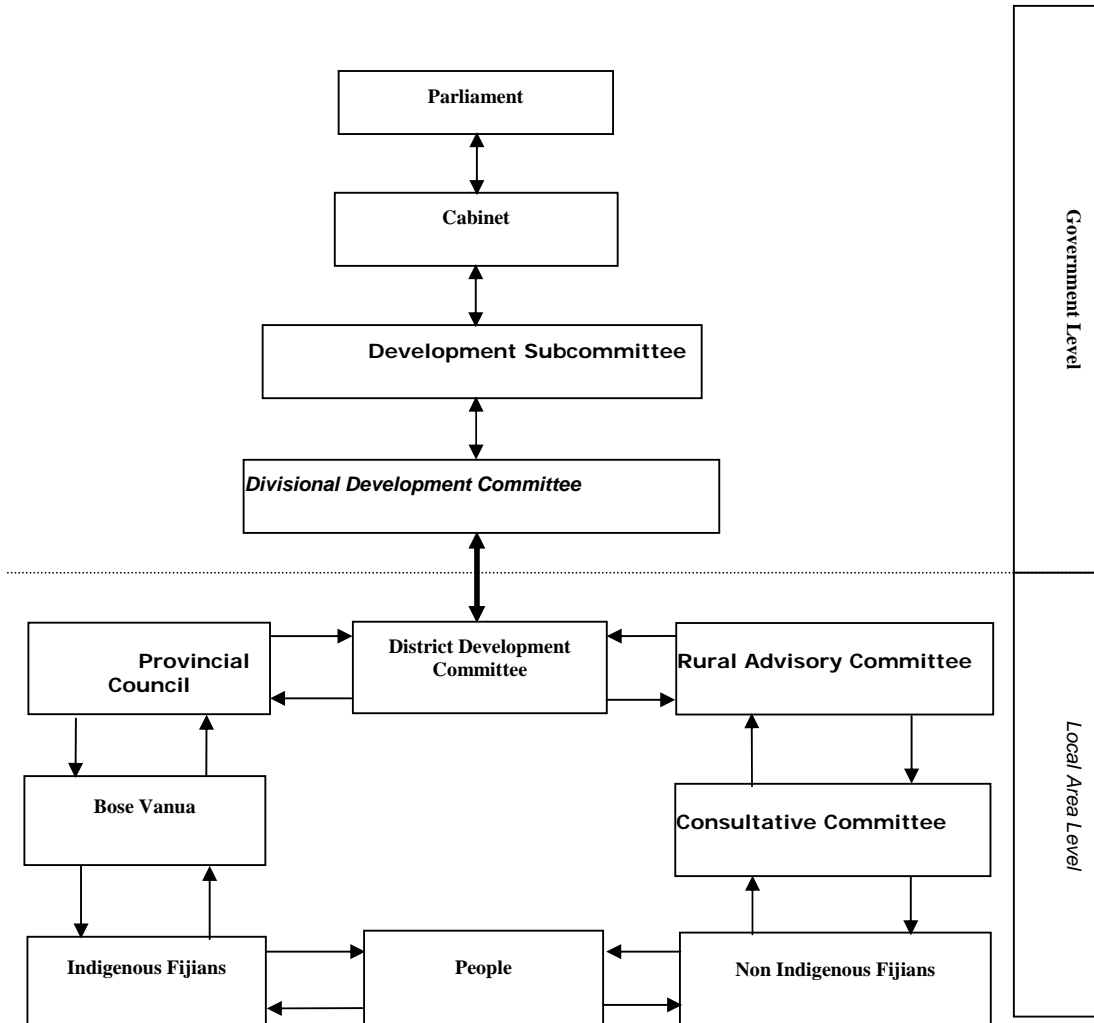 Parliament
Cabinet
Development Subcommittee
Divisional Development Committee
Government Level
Provincial
Council
District Development
Committee
Rural Advisory Committee
Bose Vanua
Consultative Committee
Local Area Level
Indigenous Fijians
People
Non Indigenous Fijians